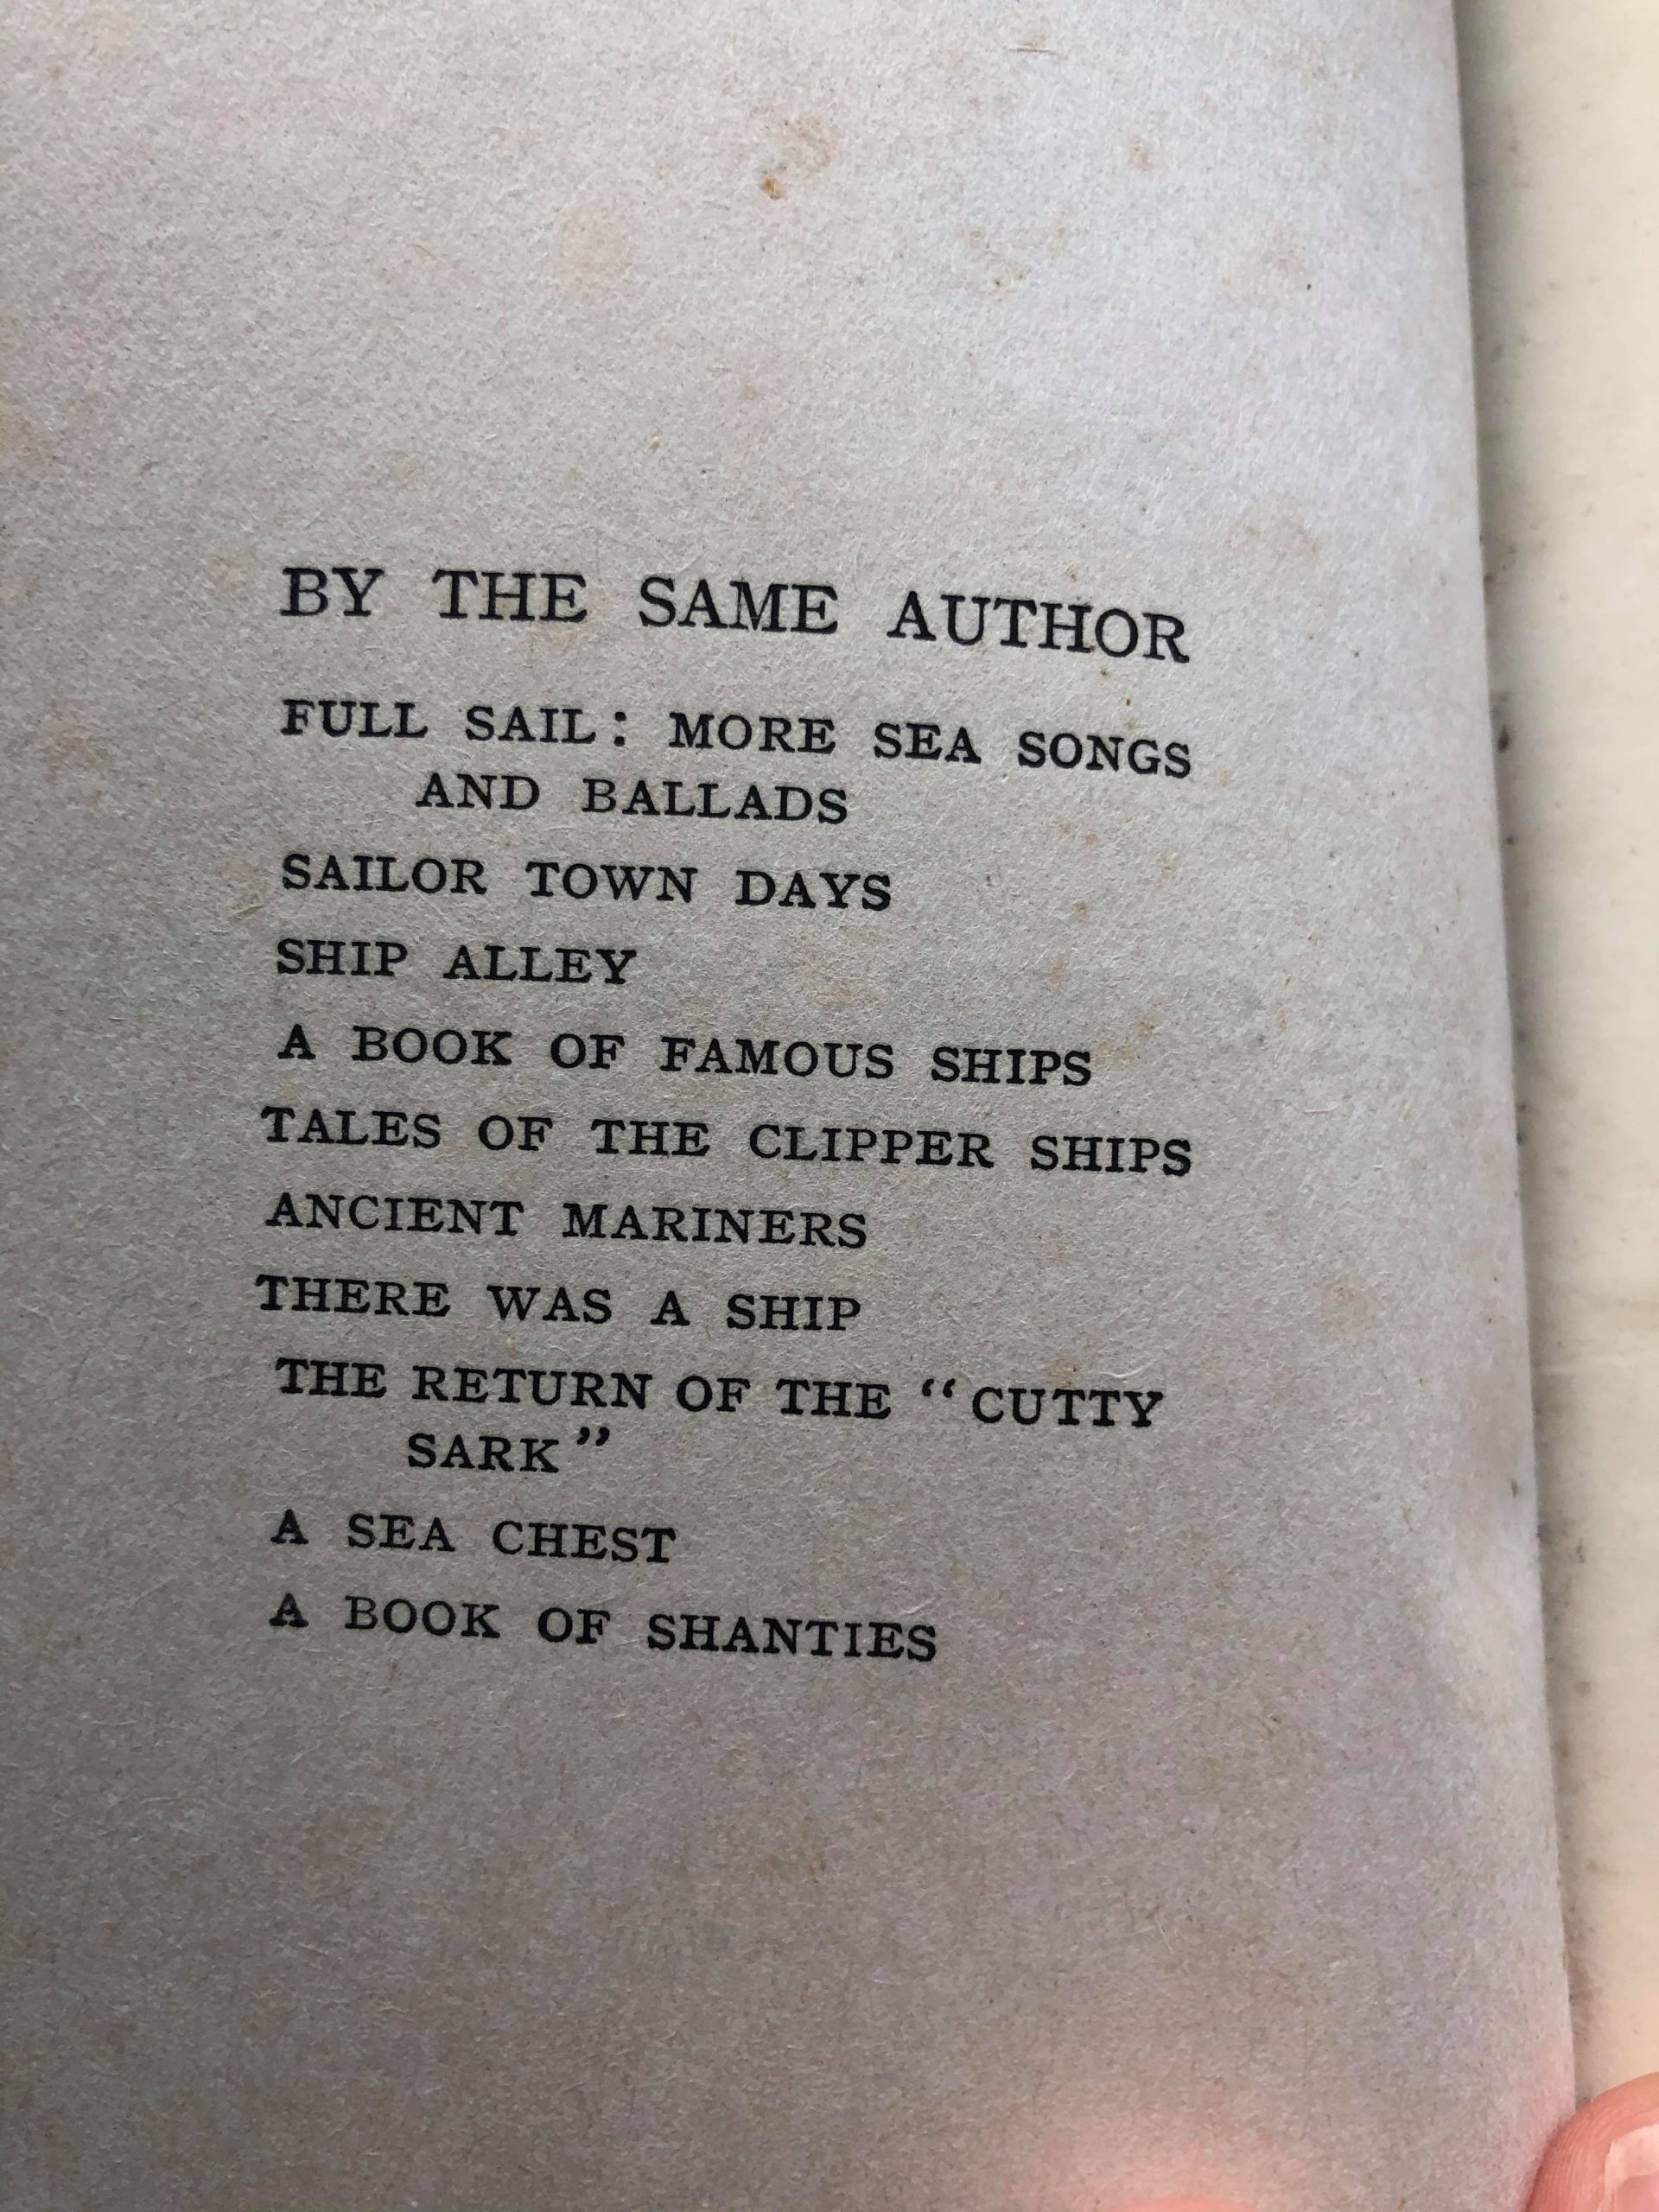 BY THE SAME AUTHOR
FULL SAIL: MORE SEA SONGS
AND BALLADS
SAILOR TOWN DAYS
SHIP ALLEY
A BOOK OF FAMOUS SHIPS
TALES OF THE CLIPPER SHIPS
ANCIENT MARINERS
THERE WAS A SHIP
THE RETURN OF THE “CUTTY
SARK”
A SEA CHEST
A BOOK OF SHANTIES